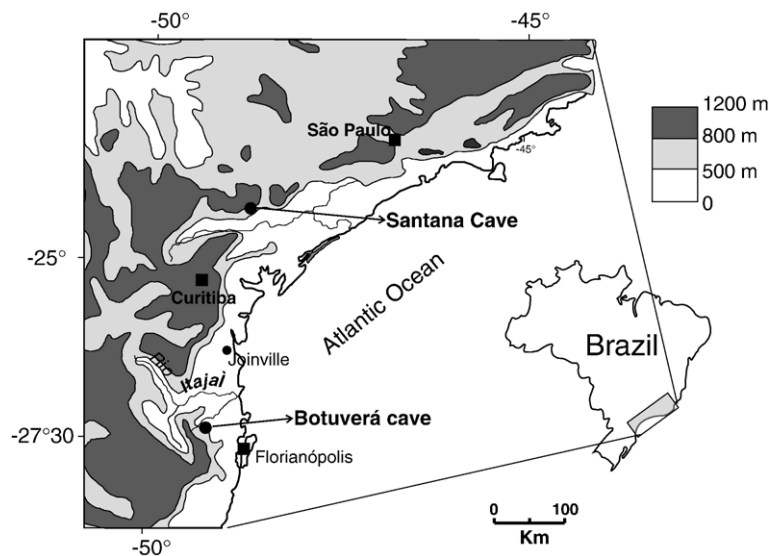 -50°
-45°
1200 m
800 m
500 m
0
São Paulo
-45°
Santana Cave
-25°
Curitiba
Atlantic Ocean
Brazil
Joinville
Rio
Itajaì
Botuverá cave
-27°30
Florianópolis
0 100
Km
-50°